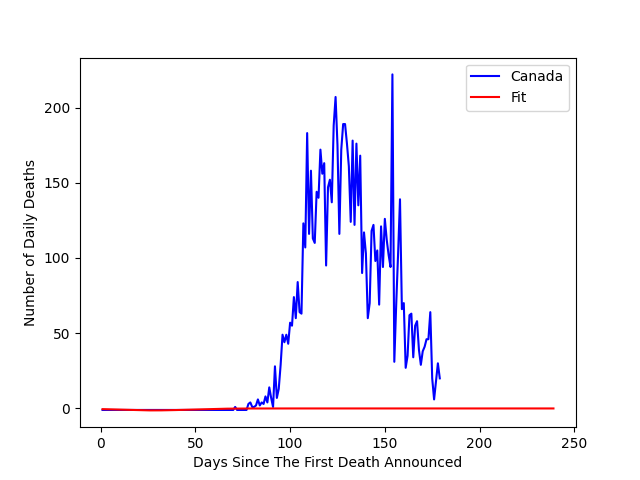 Canada
Fit
200
150
100
50
0
Number of Daily Deaths
0 50 100 150 200 250
Days Since The First Death Announced